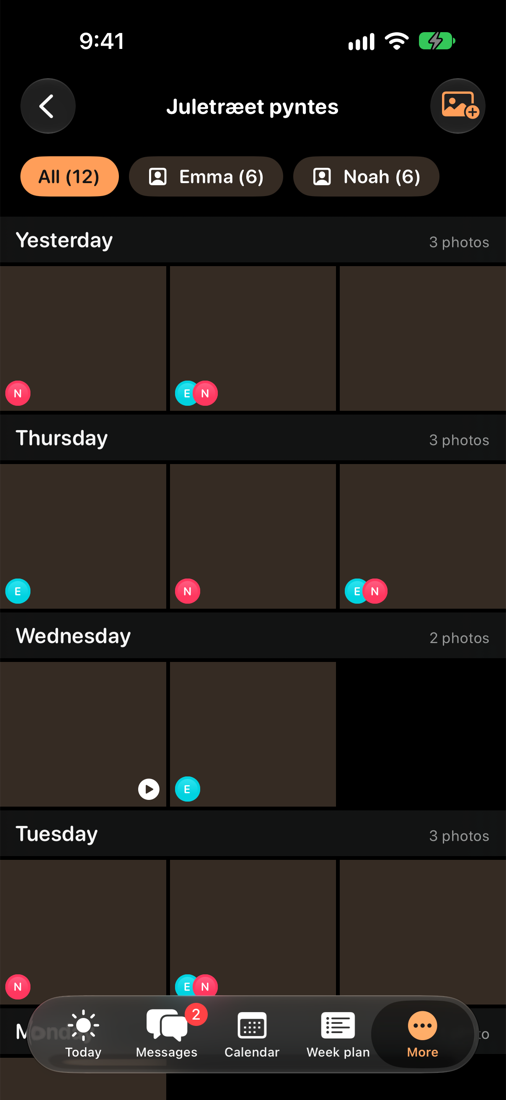 9:41
Juletræet pyntes
All (12)
Emma (6)
Noah (6)
Yesterday
3 photos
N
E N
Thursday
3 photos
E
N
E N
Wednesday
2 photos
E
Tuesday
3 photos
N
E N
2
Today
Messages
Calendar
Week plan
More